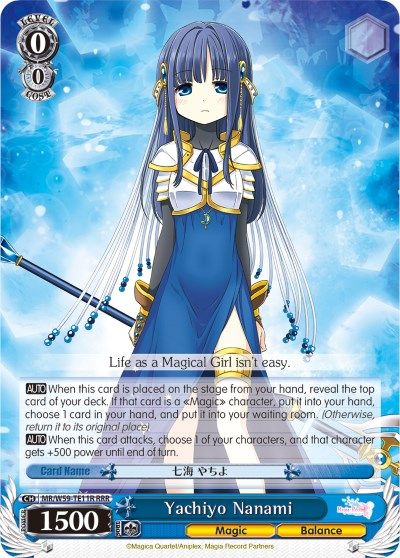 LEVEL
0
0
COST
Life as a Magical Girl isn't easy.
AUTO When this card is placed on the stage from your hand, reveal the
top card of your deck. If that card is a «Magic» character, put it into your hand,
choose 1 card in your hand, and put it into your waiting room. (Otherwise,
return it to its original place)
AUTO When this card attacks, choose 1 of your characters, and that character
gets +500 power until end of turn.
Card Name
七海 やちよ
CH MR/W59-TE11R RRR
Yachiyo Nanami
POWER 1500
Magic
Balance
©Magica Quartet/Aniplex, Magia Record Partners